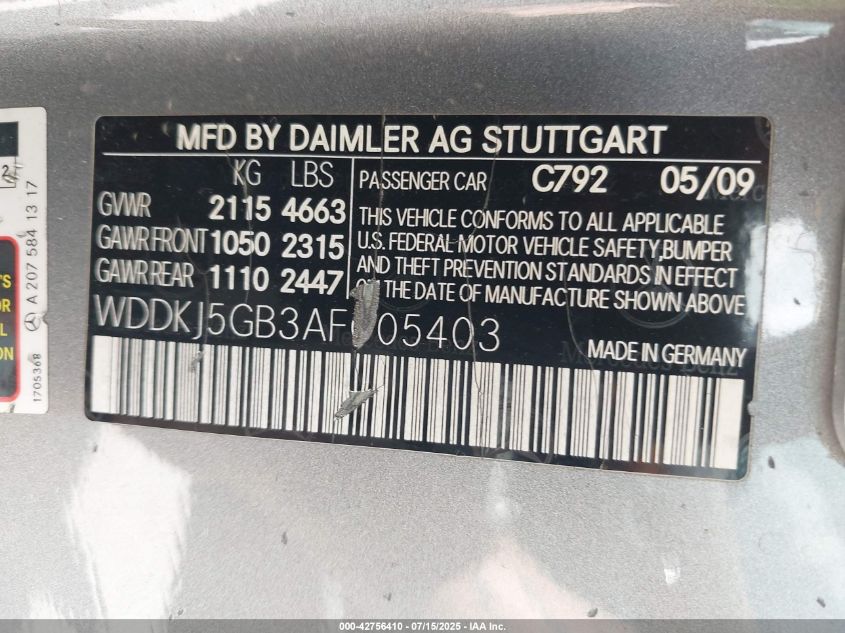 MFD BY DAIMLER AG STUTTGART
KG LBS
GVWR 2115 4663
GAWR FRONT 1050 2315
GAWR REAR 1110 2447
PASSENGER CAR C792 05/09
THIS VEHICLE CONFORMS TO ALL APPLICABLE
U.S. FEDERAL MOTOR VEHICLE SAFETY, BUMPER
AND THEFT PREVENTION STANDARDS IN EFFECT
ON THE DATE OF MANUFACTURE SHOWN ABOVE
MADE IN GERMANY
A 207 584 13 17
1705368
000-42756410 - 07/15/2025 - IAA Inc.